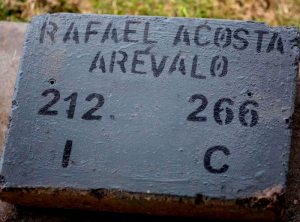 RAFAEL ACOSTA
ARÉVALO
212. 266
I C